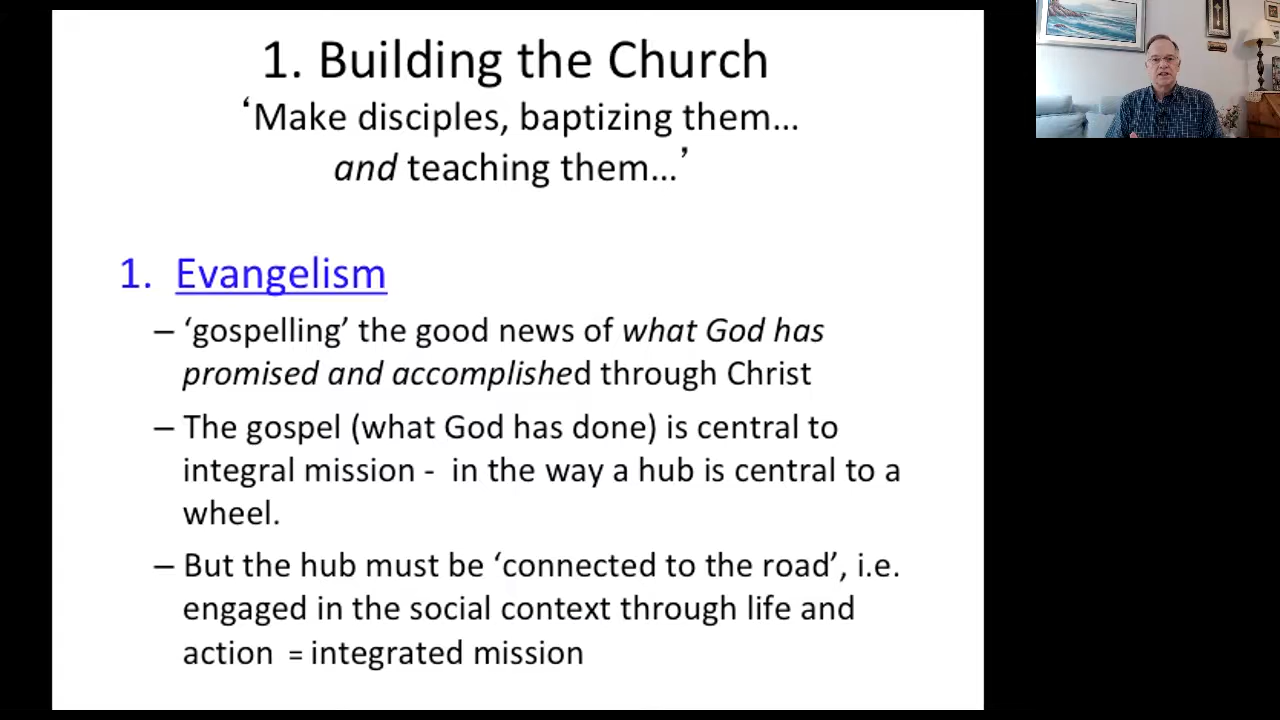 1. Building the Church
‘Make disciples, baptizing them…
and teaching them…’
1. Evangelism
– ‘gospelling’ the good news of what God has
promised and accomplished through Christ
– The gospel (what God has done) is central to
integral mission - in the way a hub is central to a
wheel.
– But the hub must be ‘connected to the road’, i.e.
engaged in the social context through life and
action = integrated mission